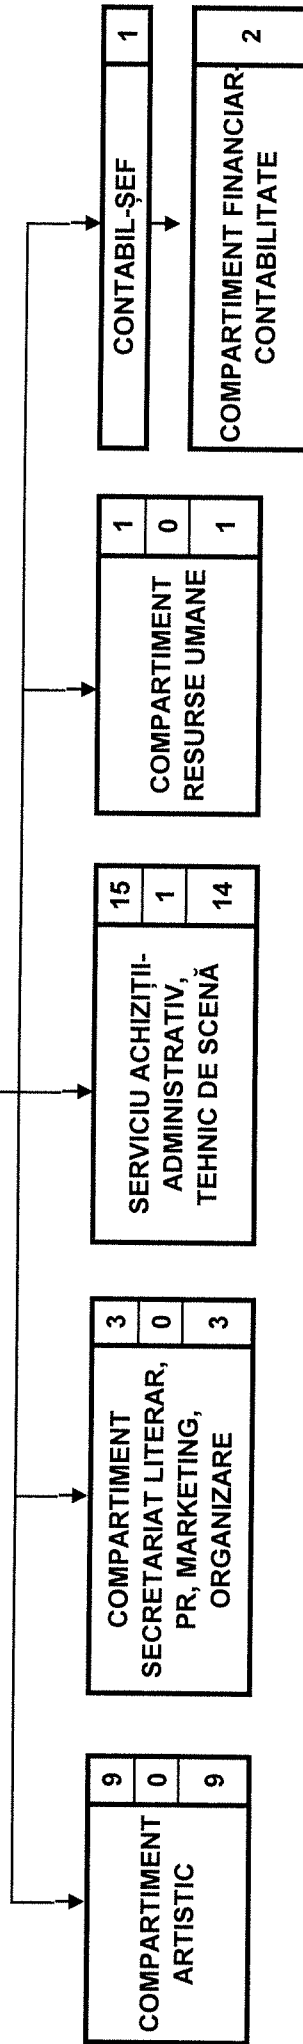 COMPARTIMENT
ARTISTIC
9
0
9
COMPARTIMENT
SECRETARIAT LITERAR,
PR, MARKETING,
ORGANIZARE
3
0
3
SERVICIU ACHIZIȚII-
ADMINISTRATIV,
TEHNIC DE SCENĂ
15
1
14
COMPARTIMENT
RESURSE UMANE
1
0
1
CONTABIL-ȘEF
1
COMPARTIMENT FINANCIAR-
CONTABILITATE
2